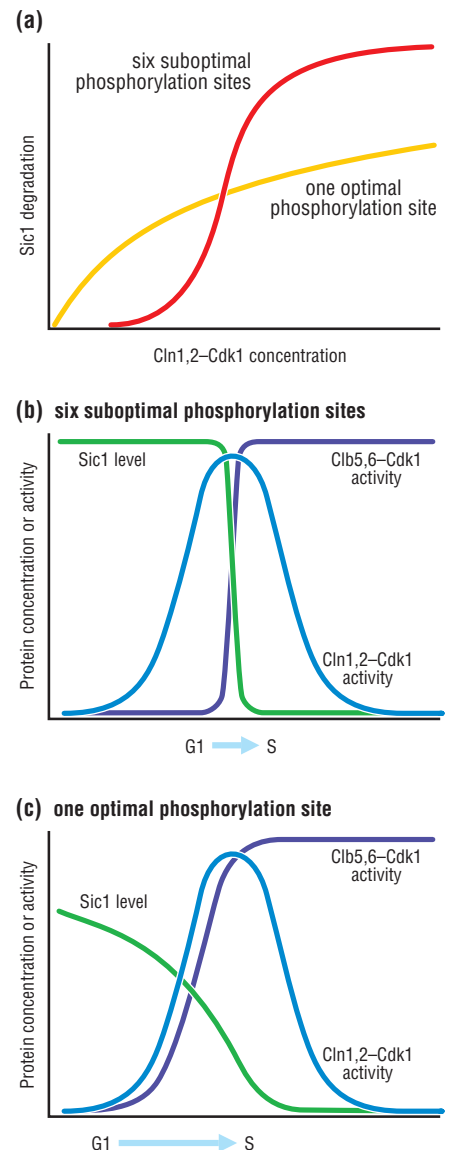 (a)
six suboptimal
phosphorylation sites
one optimal
phosphorylation site
Sic1 degradation
Cln1,2–Cdk1 concentration
(b) six suboptimal phosphorylation sites
Sic1 level
Clb5,6–Cdk1
activity
Cln1,2–Cdk1
activity
Protein concentration or activity
G1 S
(c) one optimal phosphorylation site
Clb5,6–Cdk1
activity
Sic1 level
Cln1,2–Cdk1
activity
Protein concentration or activity
G1 S